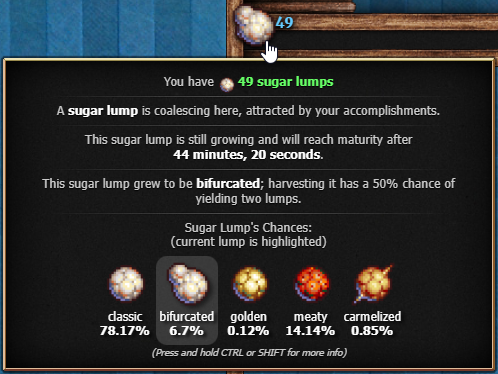 49
You have 49 sugar lumps
A sugar lump is coalescing here, attracted by your accomplishments.
This sugar lump is still growing and will reach maturity after
44 minutes, 20 seconds.
This sugar lump grew to be bifurcated; harvesting it has a 50% chance of
yielding two lumps.
Sugar Lump's Chances:
(current lump is highlighted)
classic bifurcated golden meaty carmelized
78.17% 6.7% 0.12% 14.14% 0.85%
(Press and hold CTRL or SHIFT for more info)